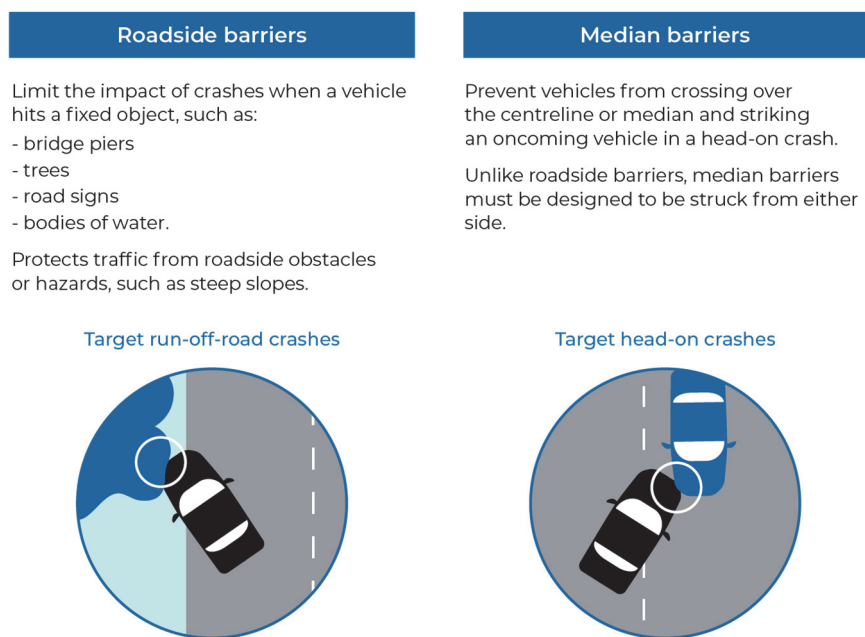 Roadside barriers
Limit the impact of crashes when a vehicle
hits a fixed object, such as:
- bridge piers
- trees
- road signs
- bodies of water.
Protects traffic from roadside obstacles
or hazards, such as steep slopes.
Target run-off-road crashes
Median barriers
Prevent vehicles from crossing over
the centreline or median and striking
an oncoming vehicle in a head-on crash.
Unlike roadside barriers, median barriers
must be designed to be struck from either
side.
Target head-on crashes